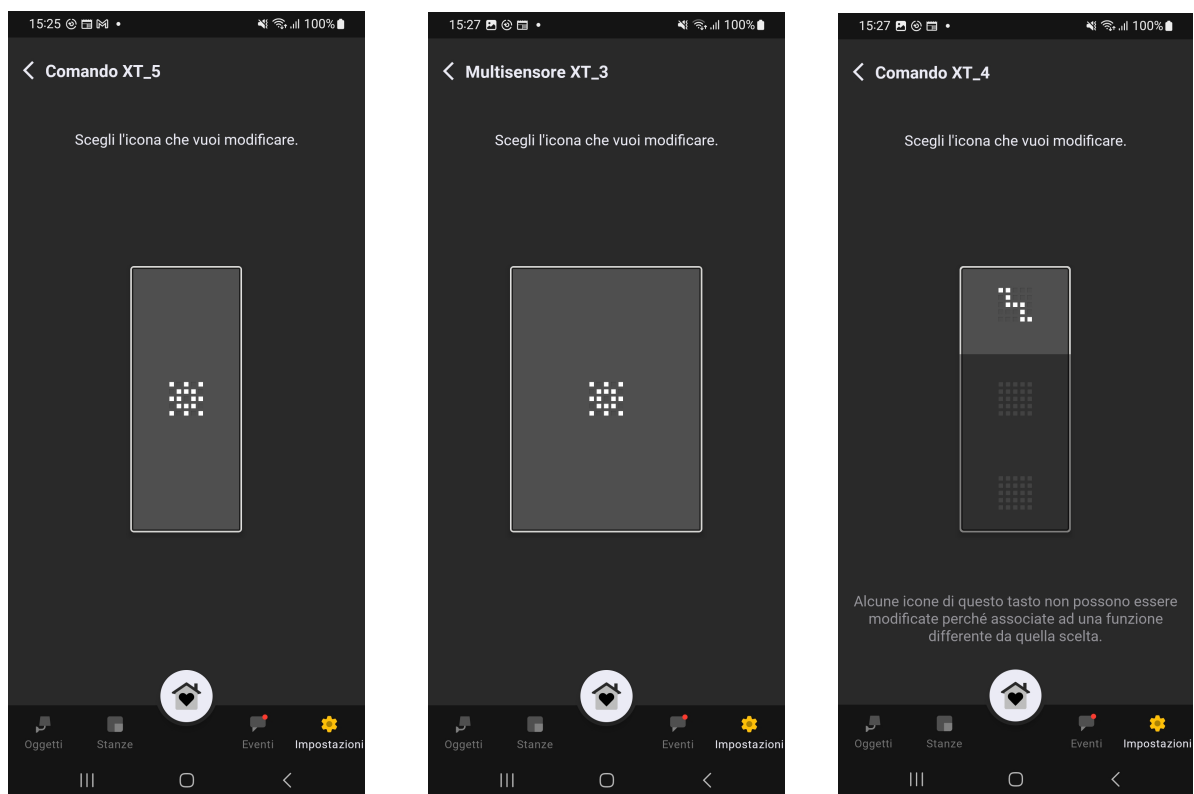 15:25
100%
Comando XT_5
Scegli l'icona che vuoi modificare.
Oggetti
Stanze
Eventi
Impostazioni
15:27
100%
Multisensore XT_3
Scegli l'icona che vuoi modificare.
Oggetti
Stanze
Eventi
Impostazioni
15:27
100%
Comando XT_4
Scegli l'icona che vuoi modificare.
Alcune icone di questo tasto non possono essere
modificate perché associate ad una funzione
differente da quella scelta.
Oggetti
Stanze
Eventi
Impostazioni